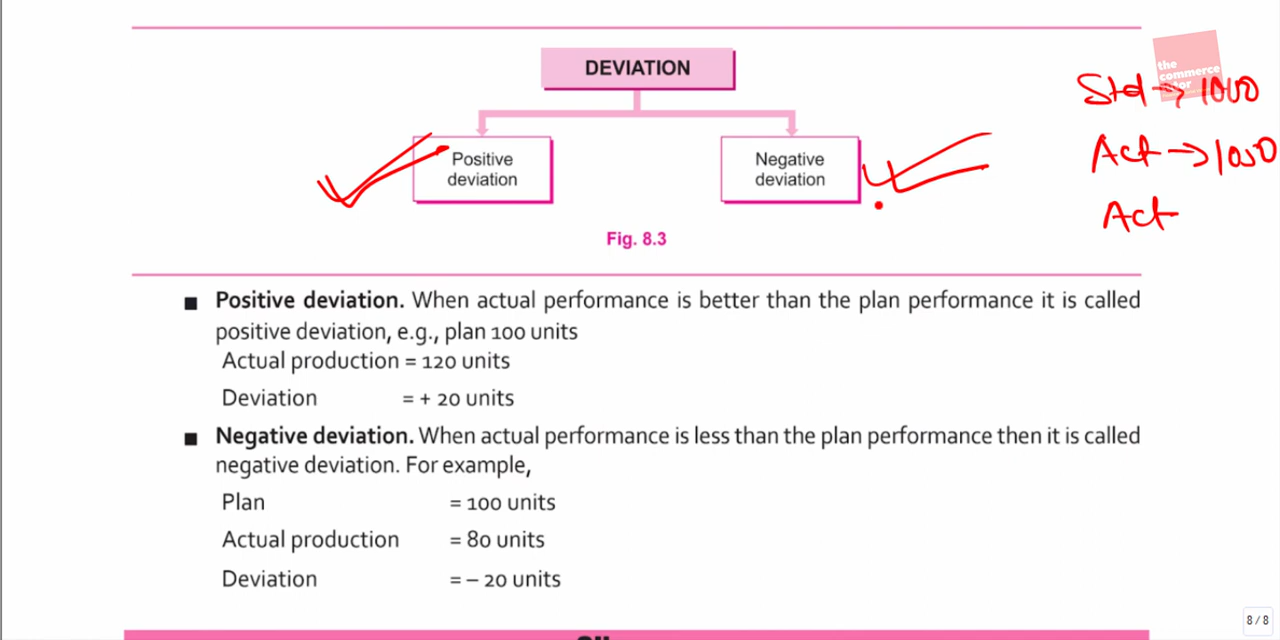 DEVIATION
the
commerce
tor
Std → 1000
Positive
deviation
Negative
deviation
Act → 1050
Act
Fig. 8.3
■ Positive deviation. When actual performance is better than the plan performance it is called
positive deviation, e.g., plan 100 units
Actual production = 120 units
Deviation = + 20 units
■ Negative deviation. When actual performance is less than the plan performance then it is called
negative deviation. For example,
Plan = 100 units
Actual production = 80 units
Deviation = – 20 units
8 / 8